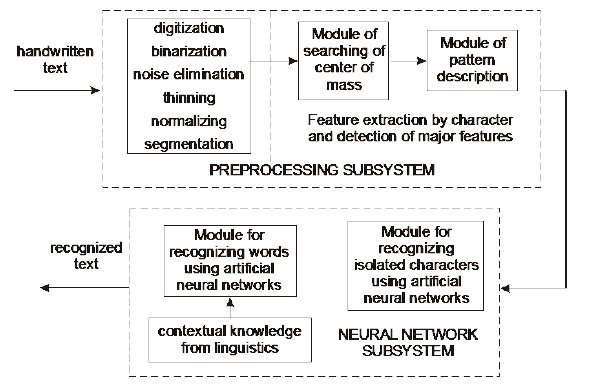 handwritten
text
digitization
binarization
noise elimination
thinning
normalizing
segmentation
Module of
searching of
center of
mass
Module of
pattern
description
Feature extraction by character
and detection of major features
PREPROCESSING SUBSYSTEM
recognized
text
Module for
recognizing words
using artificial
neural networks
contextual knowledge
from linguistics
Module for
recognizing
isolated characters
using artificial
neural networks
NEURAL NETWORK
SUBSYSTEM